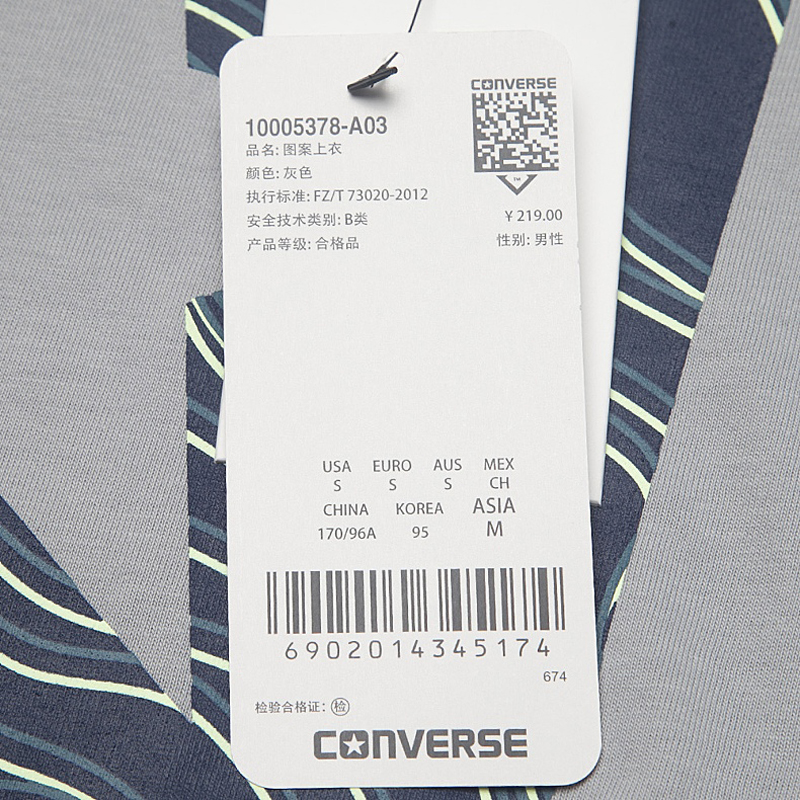 CONVERSE
10005378-A03
品名: 图案上衣
颜色: 灰色
执行标准: FZ/T 73020-2012
安全技术类别: B类
¥ 219.00
产品等级: 合格品
性别: 男性
USA EURO AUS MEX
S S S CH
CHINA KOREA ASIA
170/96A 95 M
6902014345174
674
检验合格证: 检
CONVERSE